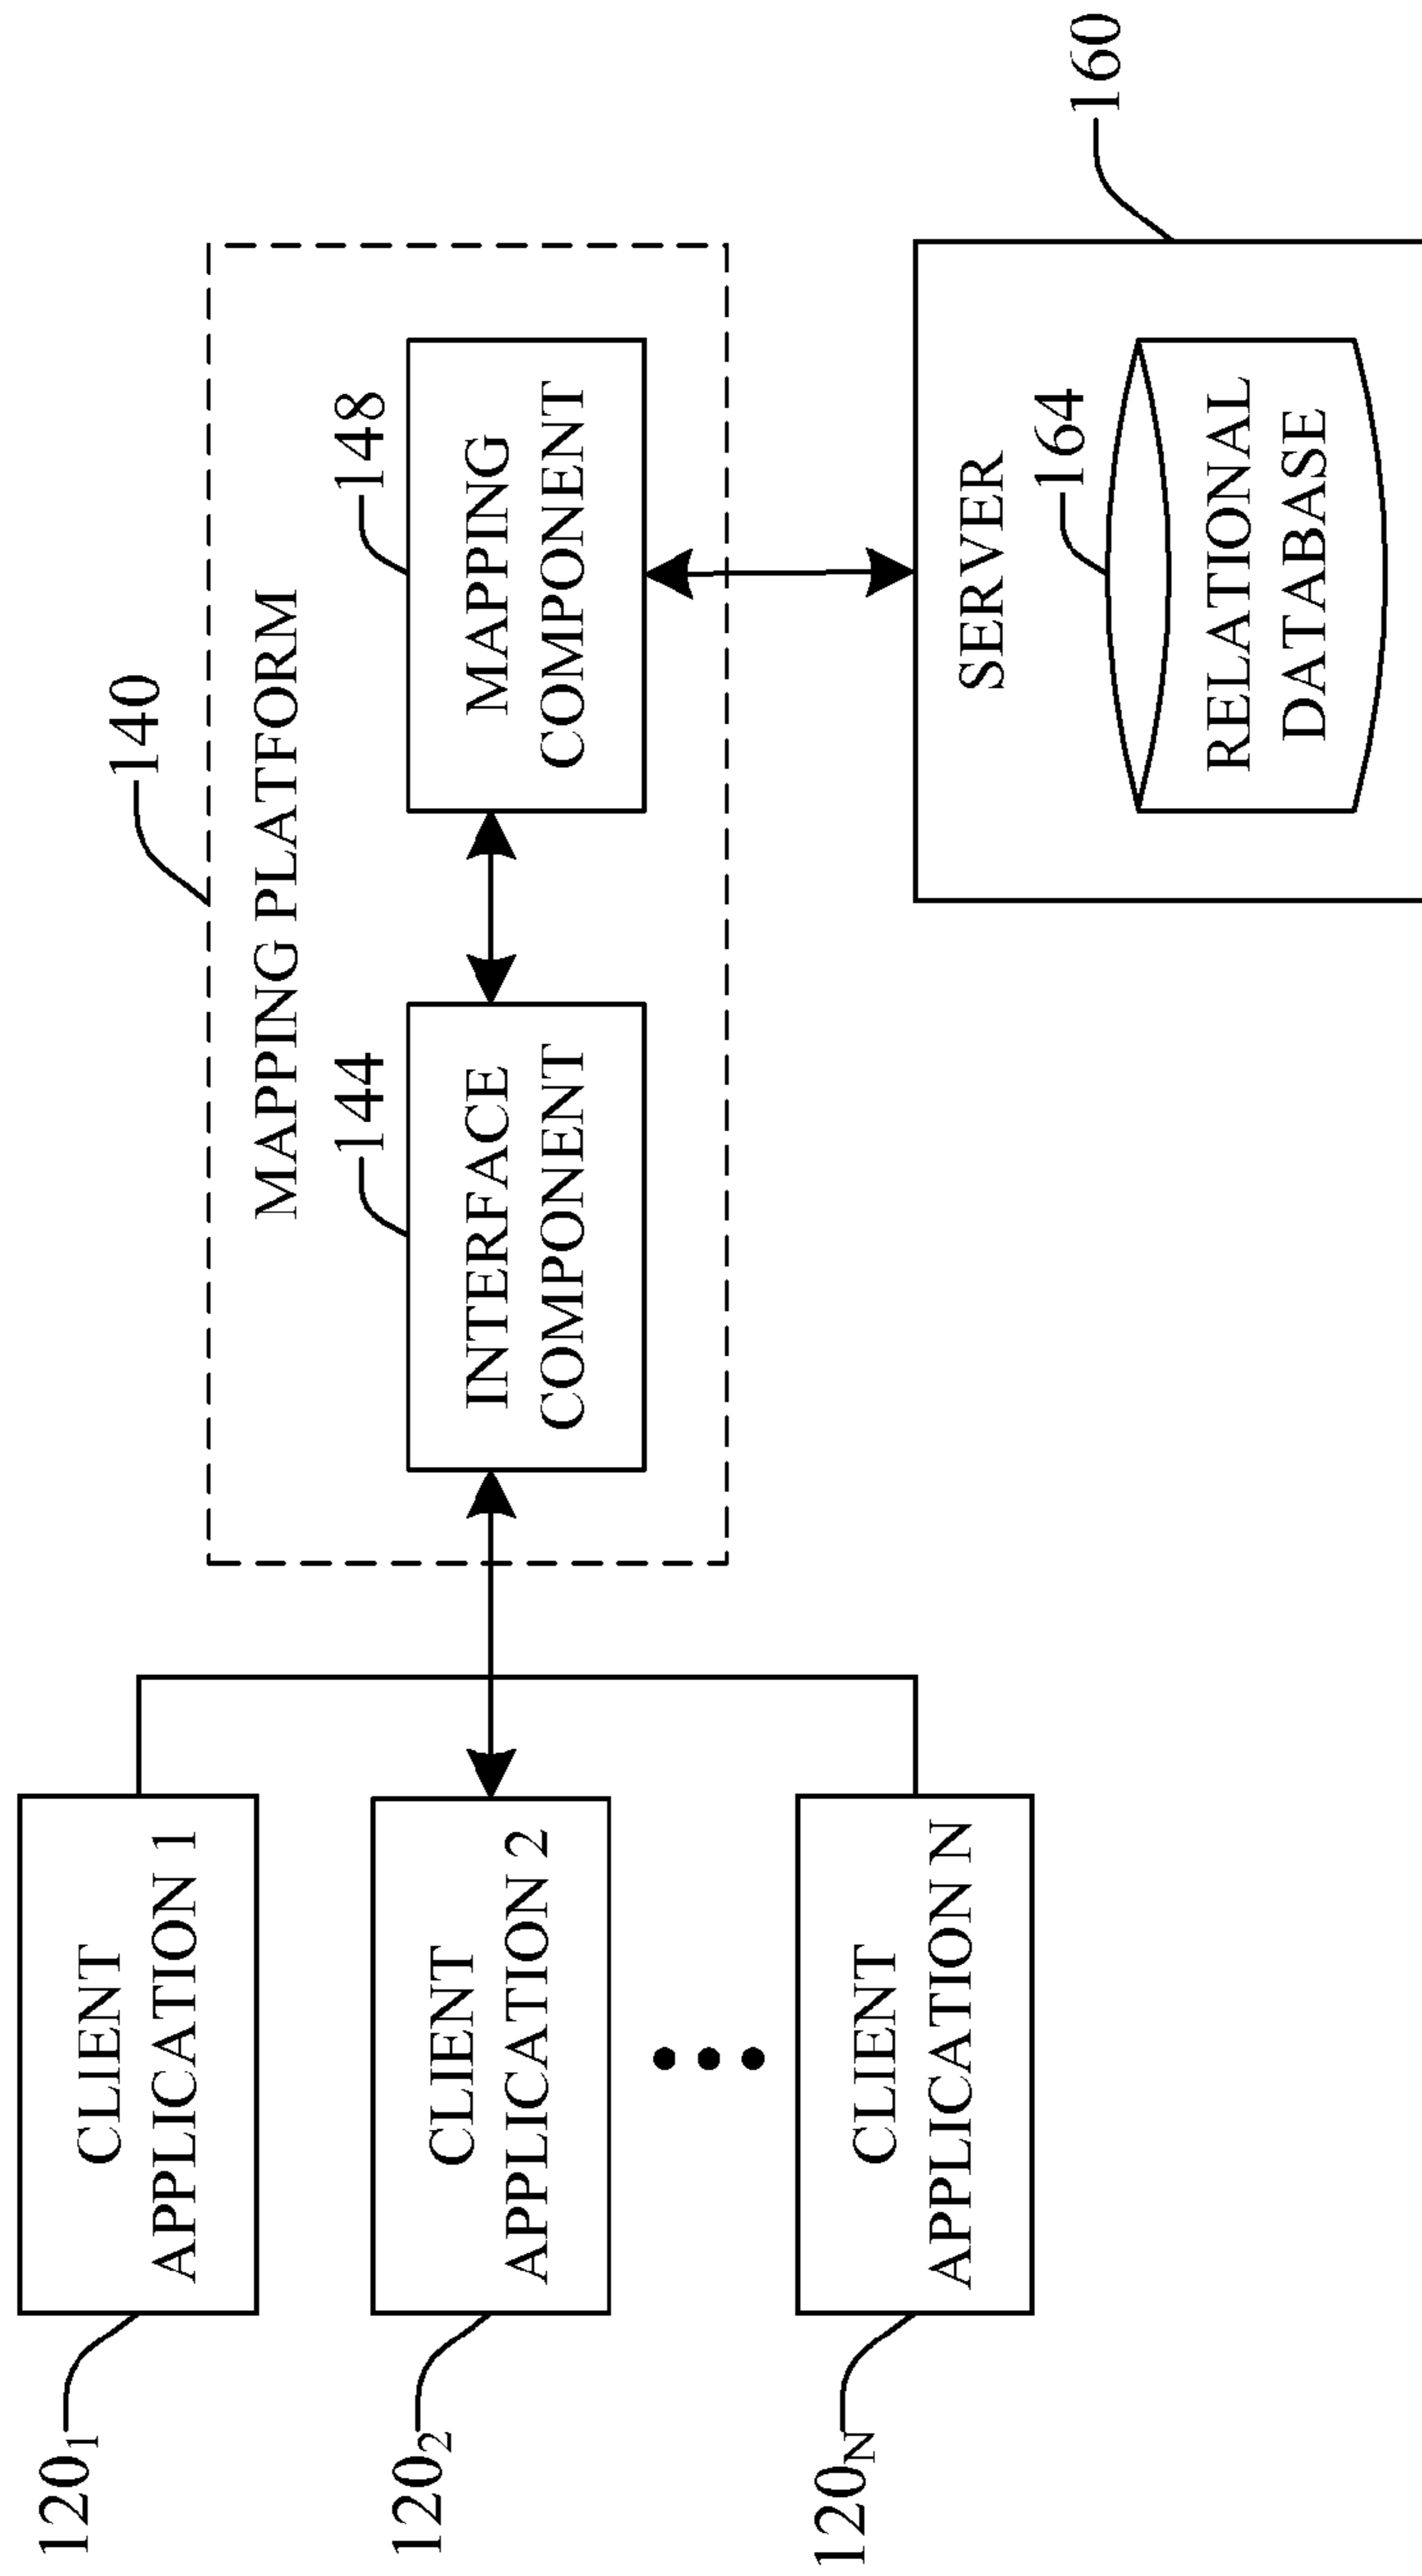 120₁
CLIENT
APPLICATION 1
120₂
CLIENT
APPLICATION 2
120N
CLIENT
APPLICATION N
140
MAPPING PLATFORM
144
INTERFACE
COMPONENT
148
MAPPING
COMPONENT
160
SERVER
164
RELATIONAL
DATABASE